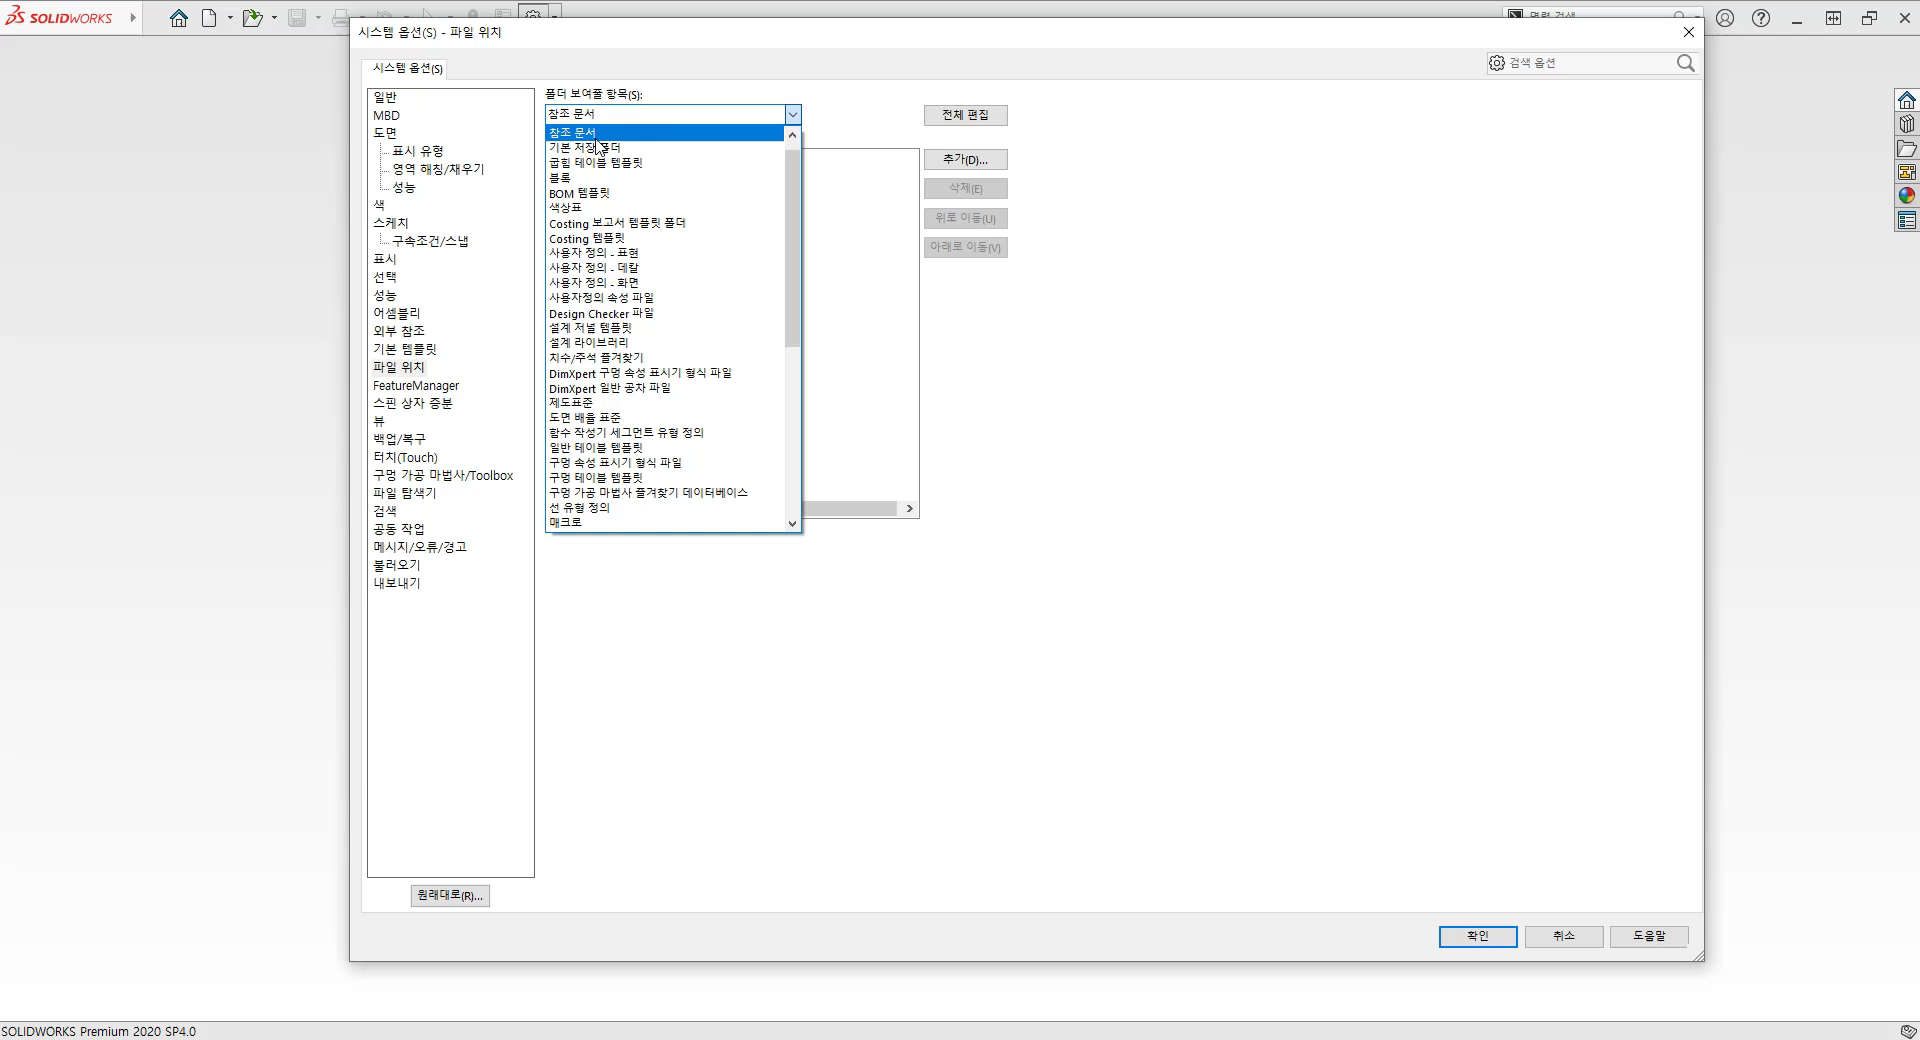 SOLIDWORKS
시스템 옵션(S) - 파일 위치
시스템 옵션(S)
검색 옵션
일반
MBD
도면
표시 유형
영역 해칭/채우기
성능
색
스케치
구속조건/스냅
표시
선택
성능
어셈블리
외부 참조
기본 템플릿
파일 위치
FeatureManager
스핀 상자 증분
뷰
백업/복구
터치(Touch)
구멍 가공 마법사/Toolbox
파일 탐색기
검색
공동 작업
메시지/오류/경고
불러오기
내보내기
원래대로(R)...
폴더 보여줄 항목(S):
참조 문서
참조 문서
기본 저장 폴더
굽힘 테이블 템플릿
블록
BOM 템플릿
색상표
Costing 보고서 템플릿 폴더
Costing 템플릿
사용자 정의 - 표현
사용자 정의 - 데칼
사용자 정의 - 화면
사용자정의 속성 파일
Design Checker 파일
설계 저널 템플릿
설계 라이브러리
치수/주석 즐겨찾기
DimXpert 구멍 속성 표시기 형식 파일
DimXpert 일반 공차 파일
제도표준
도면 배율 표준
함수 작성기 세그먼트 유형 정의
일반 테이블 템플릿
구멍 속성 표시기 형식 파일
구멍 테이블 템플릿
구멍 가공 마법사 즐겨찾기 데이터베이스
선 유형 정의
매크로
전체 편집
추가(D)...
삭제(E)
위로 이동(U)
아래로 이동(V)
확인
취소
도움말
SOLIDWORKS Premium 2020 SP4.0